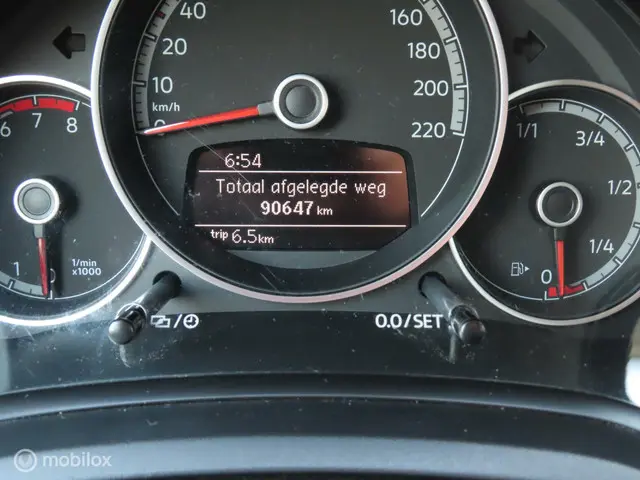 40
10
km/h
0
160
180
200
220
6:54
Totaal afgelegde weg
90647 km
trip 6.5km
6 7 8
1 0
1/min
x1000
1/1
3/4
1/2
1/4
0
0.0/SET
mobilox